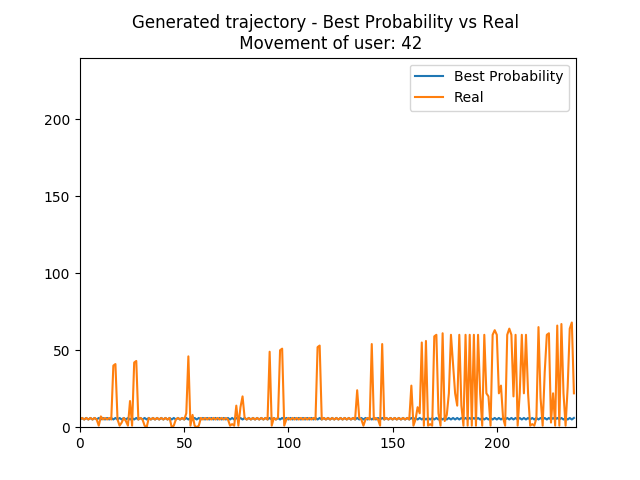 Generated trajectory - Best Probability vs Real
Movement of user: 42
Best Probability
Real
200
150
100
50
0
0
50
100
150
200